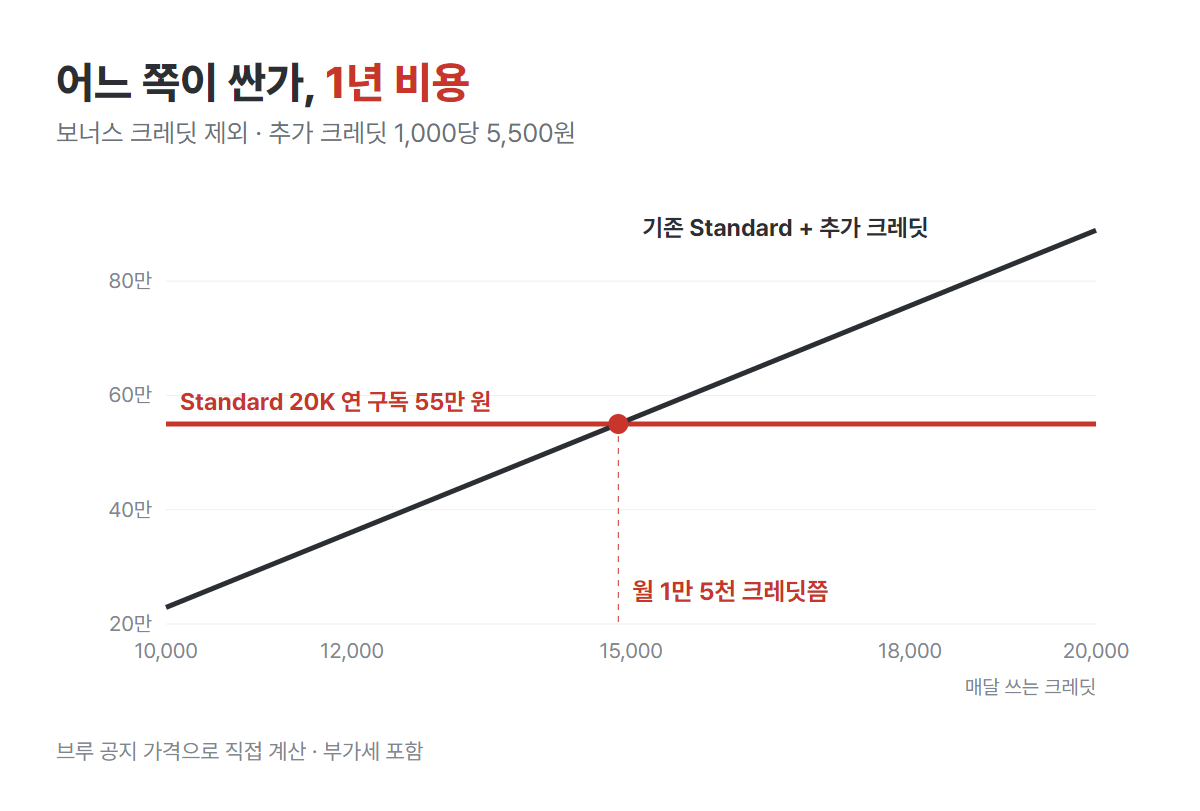 어느 쪽이 싼가, 1년 비용
보너스 크레딧 제외 · 추가 크레딧 1,000당 5,500원
기존 Standard + 추가 크레딧
80만
60만
Standard 20K 연 구독 55만 원
40만
월 1만 5천 크레딧쯤
20만
10,000 12,000 15,000 18,000 20,000
매달 쓰는 크레딧
브루 공지 가격으로 직접 계산 · 부가세 포함